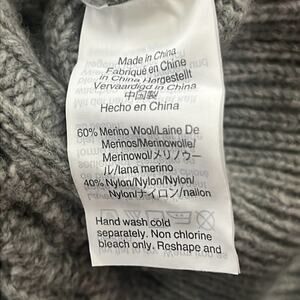 Made in China
Fabriqué en Chine
in China Hergestellt
Vervaardigd in China
中国製
Hecho en China
60% Merino Wool/Laine De
Merinos/Merinowolle/
Merinowol/メリノウー
ル/lana merino
40% Nylon/Nylon/Nylon/
Nylon/ナイロン/nailon
Hand wash cold
separately. Non chlorine
bleach only. Reshape and